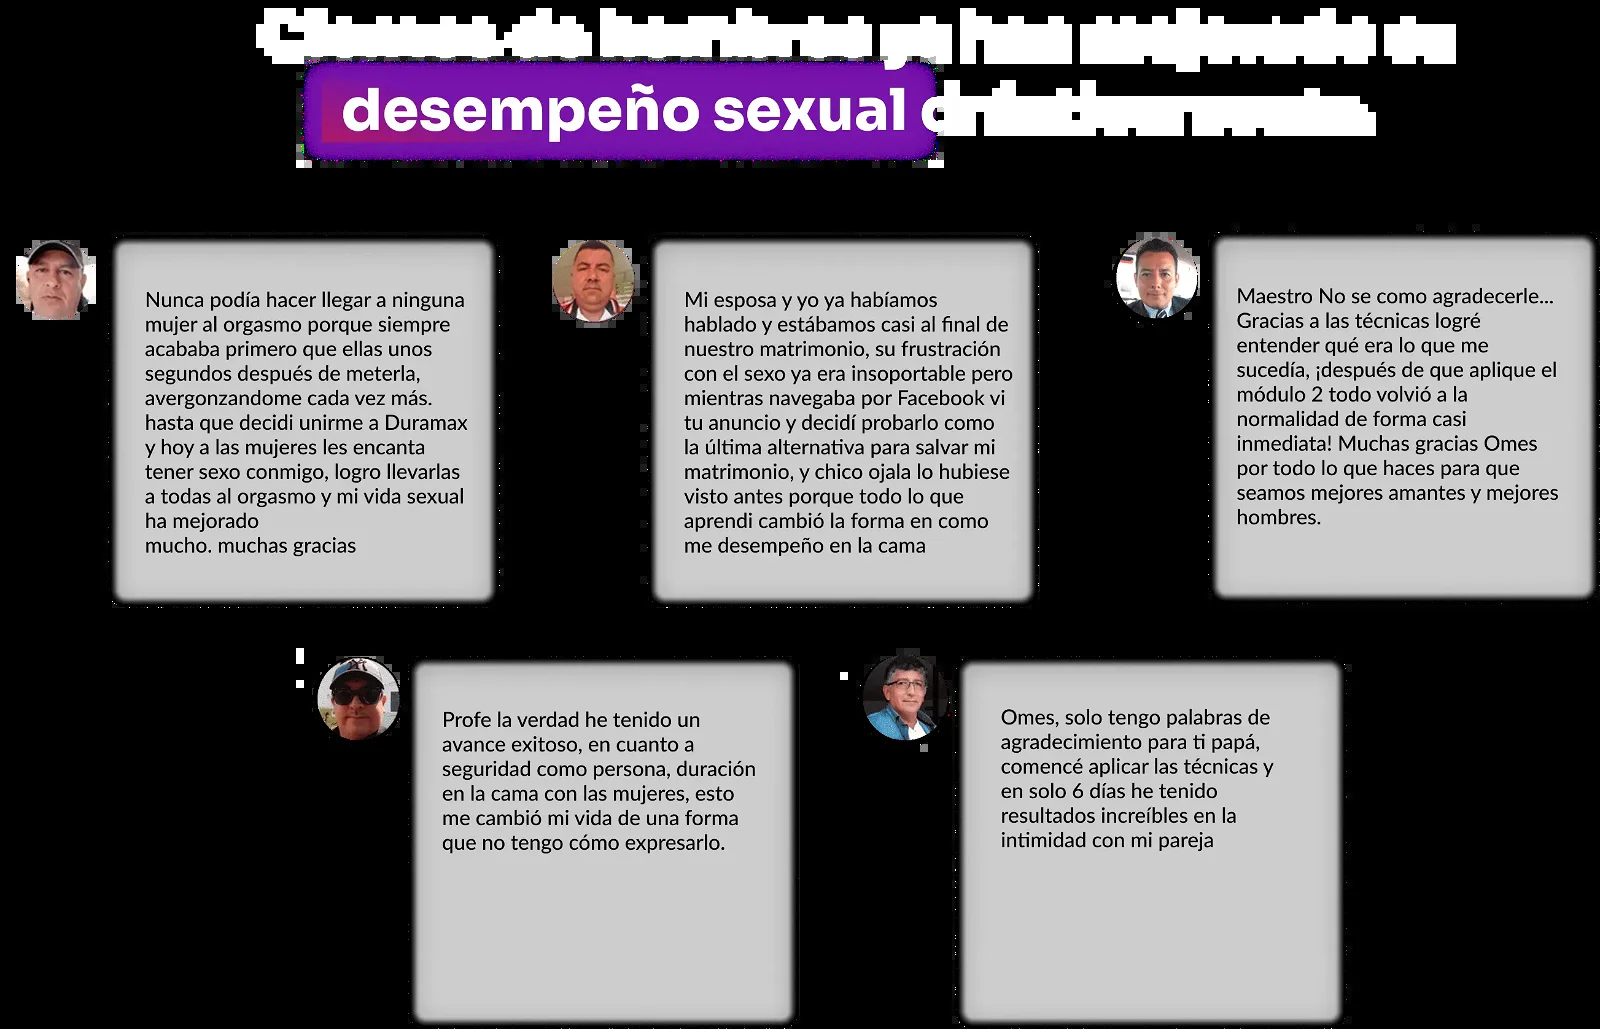 de hombres ya han mejorado su
desempeño sexual
Nunca podía hacer llegar a ninguna
mujer al orgasmo porque siempre
acababa primero que ellas unos
segundos después de meterla,
avergonzandome cada vez más.
hasta que decidi unirme a Duramax
y hoy a las mujeres les encanta
tener sexo conmigo, logro llevarlas
a todas al orgasmo y mi vida sexual
ha mejorado
mucho. muchas gracias
Mi esposa y yo ya habíamos
hablado y estábamos casi al final de
nuestro matrimonio, su frustración
con el sexo ya era insoportable pero
mientras navegaba por Facebook vi
tu anuncio y decidí probarlo como
la última alternativa para salvar mi
matrimonio, y chico ojala lo hubiese
visto antes porque todo lo que
aprendi cambió la forma en como
me desempeño en la cama
Maestro No se como agradecerle...
Gracias a las técnicas logré
entender qué era lo que me
sucedía, ¡después de que aplique el
módulo 2 todo volvió a la
normalidad de forma casi
inmediata! Muchas gracias Omes
por todo lo que haces para que
seamos mejores amantes y mejores
hombres.
Profe la verdad he tenido un
avance exitoso, en cuanto a
seguridad como persona, duración
en la cama con las mujeres, esto
me cambió mi vida de una forma
que no tengo cómo expresarlo.
Omes, solo tengo palabras de
agradecimiento para ti papá,
comencé aplicar las técnicas y
en solo 6 días he tenido
resultados increíbles en la
intimidad con mi pareja